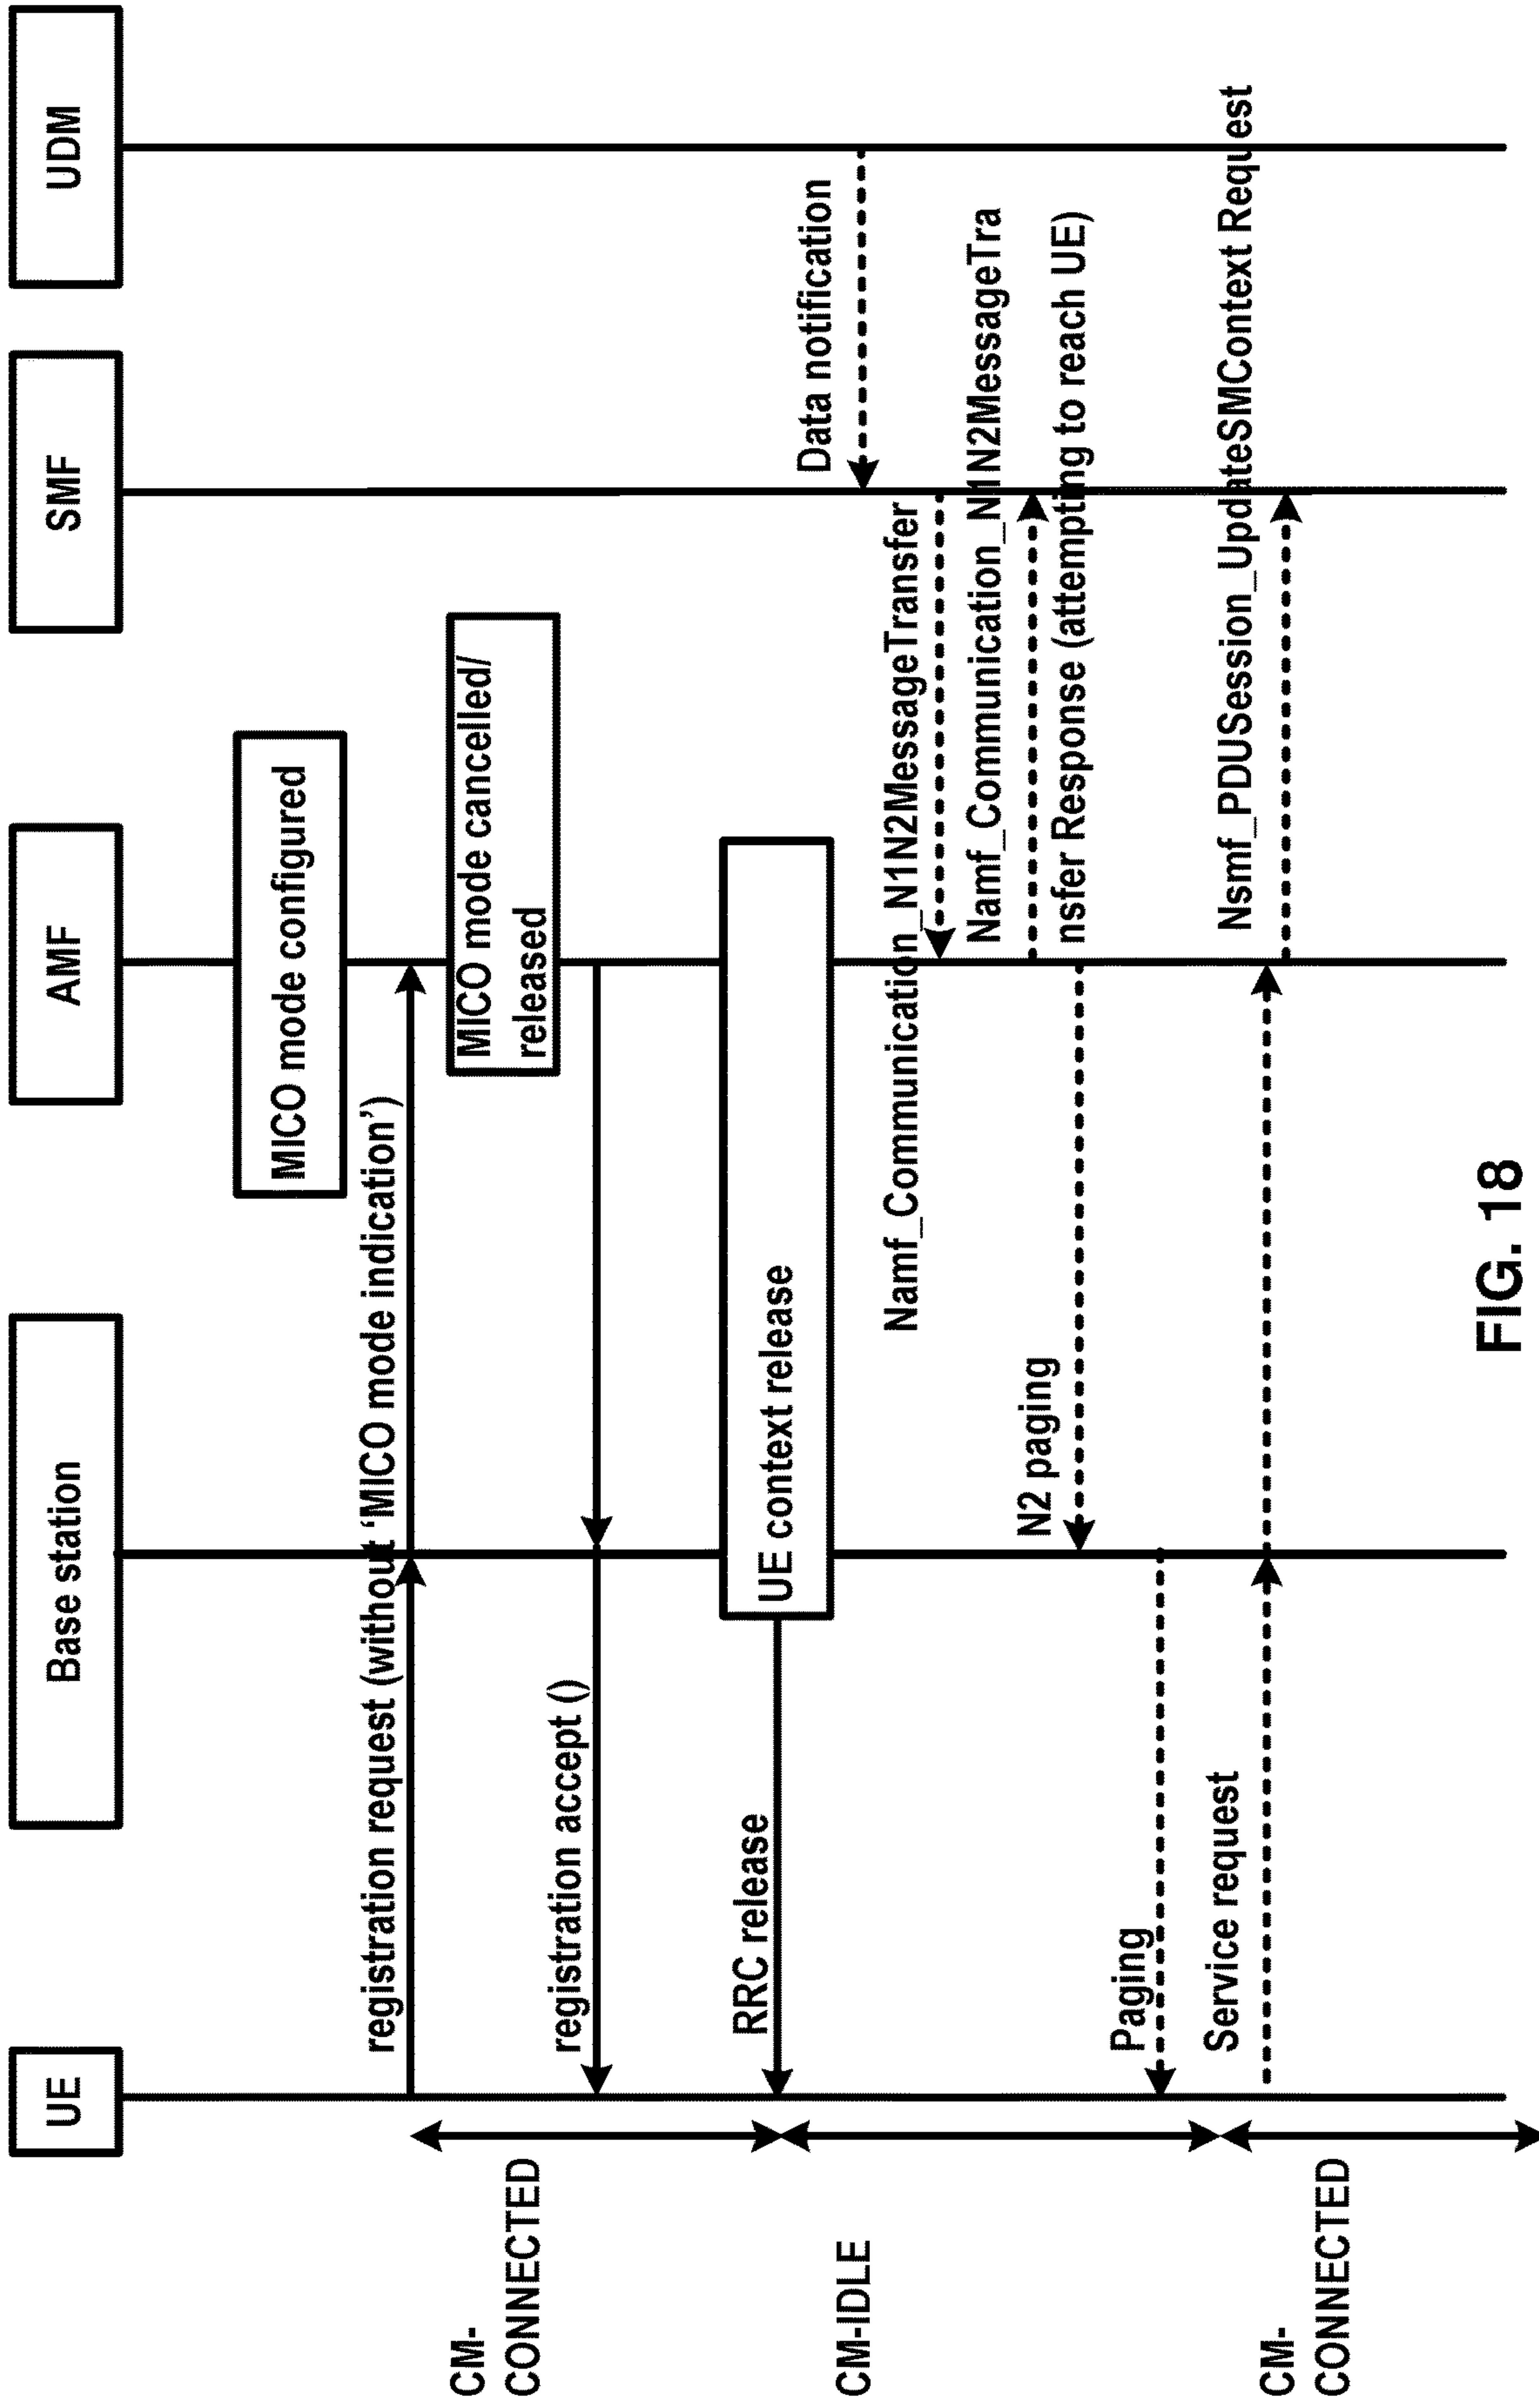 UE
Base station
AMF
SMF
UDM
MICO mode configured
registration request (without ‘MICO mode indication’)
MICO mode cancelled/
released
registration accept ()
CM-
CONNECTED
RRC release
UE context release
Data notification
CM-IDLE
Namf_Communication_N1N2MessageTransfer
Namf_Communication_N1N2MessageTra
nsfer Response (attempting to reach UE)
N2 paging
Paging
Service request
Nsmf_PDUSession_UpdateSMContext Request
CM-
CONNECTED
FIG. 18